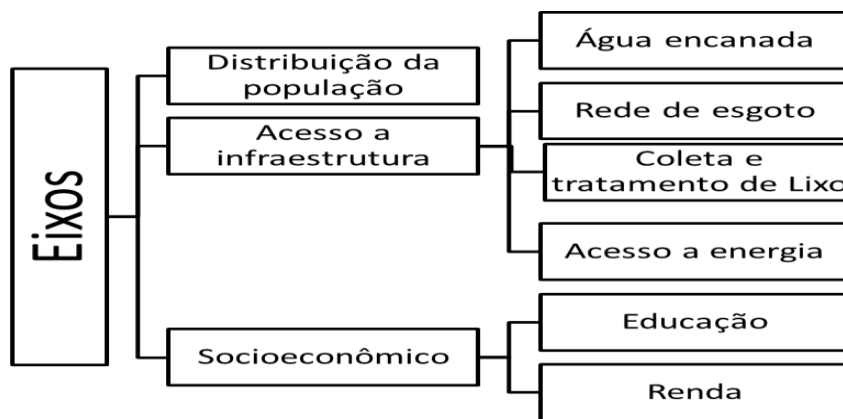 Eixos
Distribuição da
população
Acesso a
infraestrutura
Água encanada
Rede de esgoto
Coleta e
tratamento de Lixo
Acesso a energia
Socioeconômico
Educação
Renda